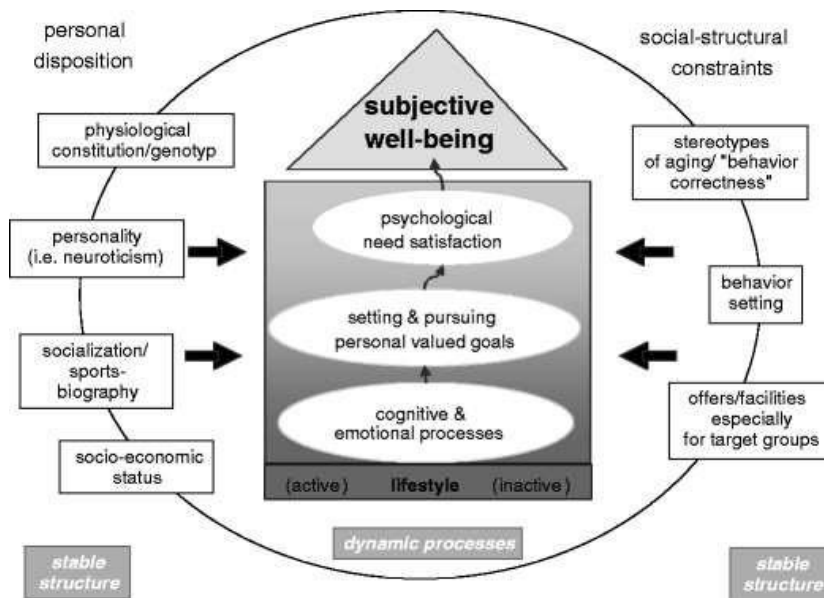 personal
disposition
social-structural
constraints
subjective
well-being
physiological
constitution/genotyp
stereotypes
of aging/ "behavior
correctness"
psychological
need satisfaction
personality
(i.e. neuroticism)
behavior
setting
setting & pursuing
personal valued goals
socialization/
sports-
biography
offers/facilities
especially
for target groups
cognitive &
emotional processes
socio-economic
status
(active) lifestyle (inactive)
dynamic processes
stable
structure
stable
structure